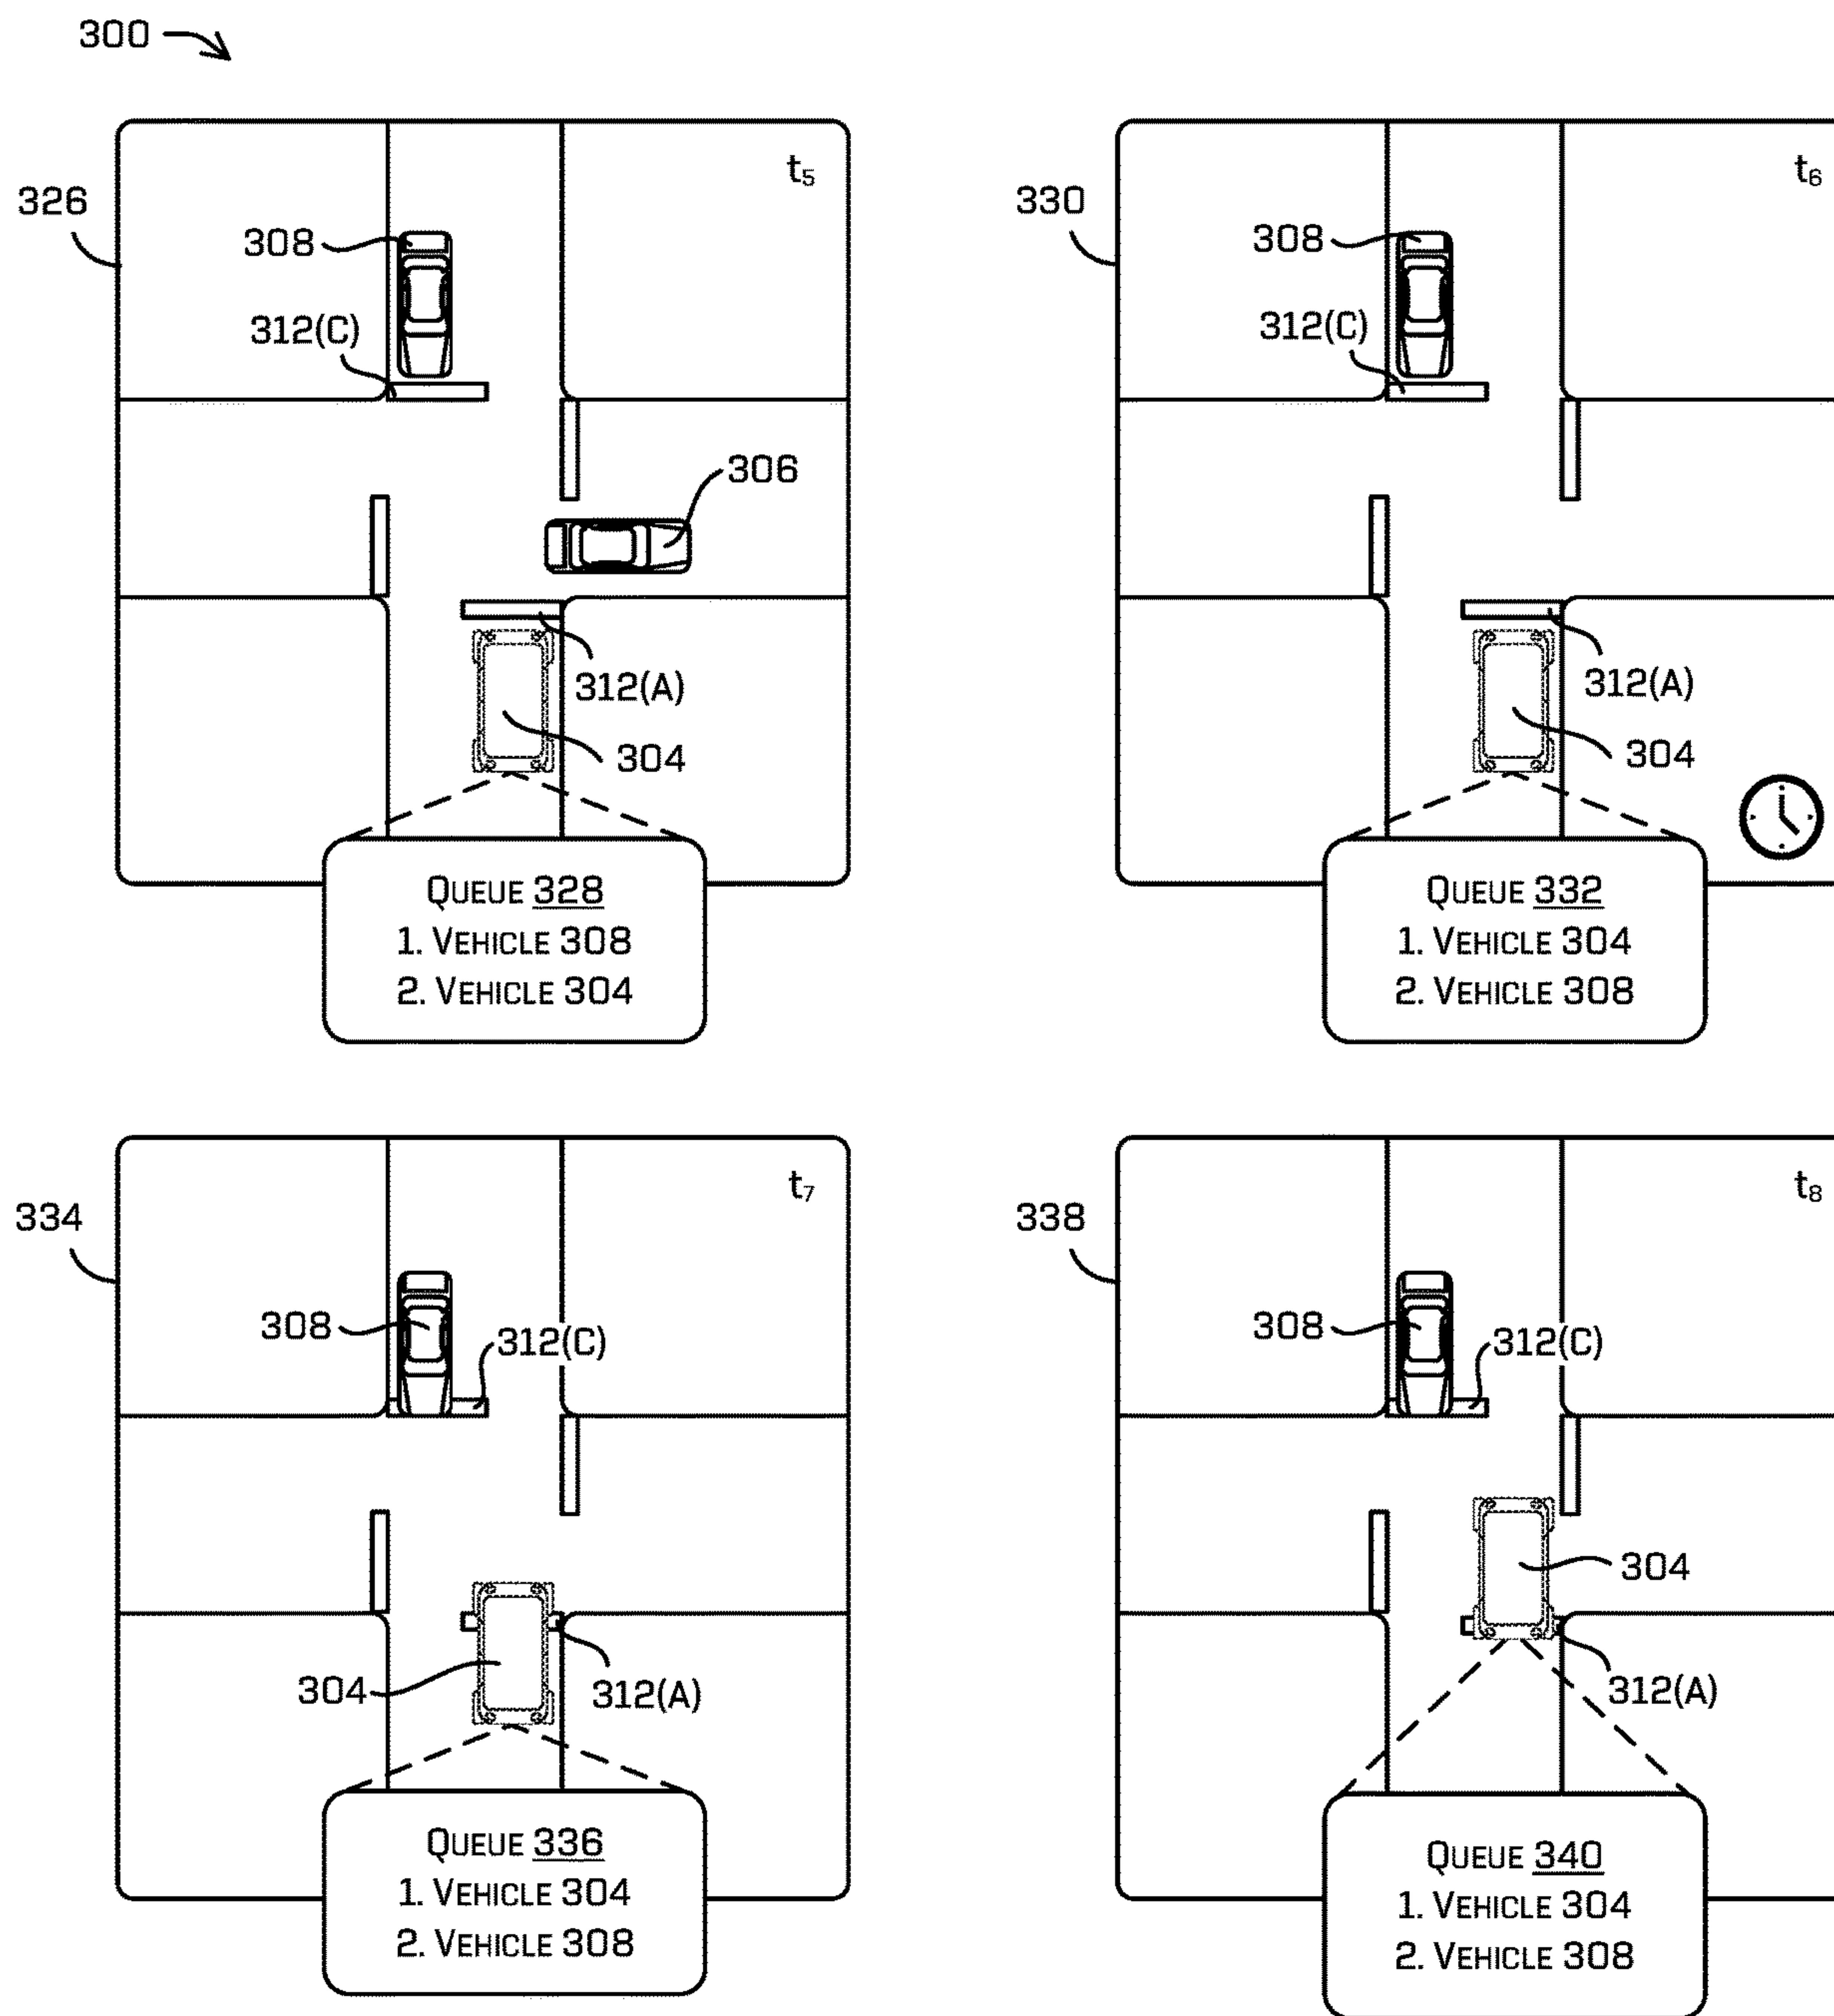 300
t5
326
308
312(C)
306
312(A)
304
QUEUE 328
1. VEHICLE 308
2. VEHICLE 304
t6
330
308
312(C)
312(A)
304
QUEUE 332
1. VEHICLE 304
2. VEHICLE 308
t7
334
308
312(C)
304
312(A)
QUEUE 336
1. VEHICLE 304
2. VEHICLE 308
t8
338
308
312(C)
304
312(A)
QUEUE 340
1. VEHICLE 304
2. VEHICLE 308